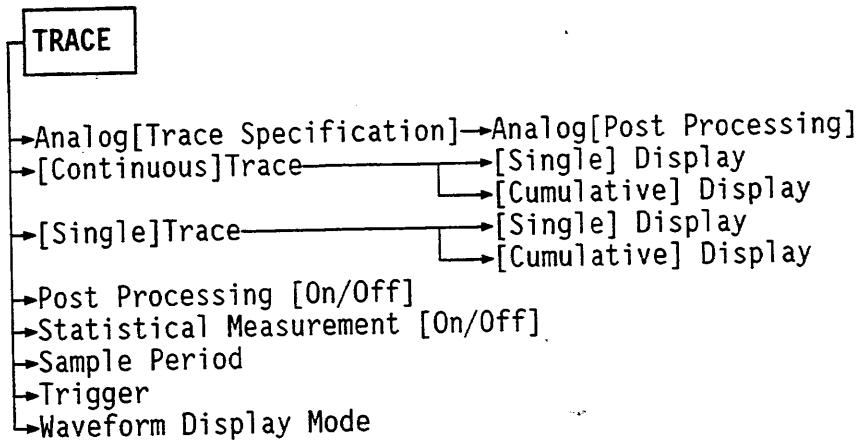 TRACE
Analog[Trace Specification] Analog[Post Processing]
[Continuous]Trace [Single] Display
[Cumulative] Display
[Single]Trace [Single] Display
[Cumulative] Display
Post Processing [On/Off]
Statistical Measurement [On/Off]
Sample Period
Trigger
Waveform Display Mode